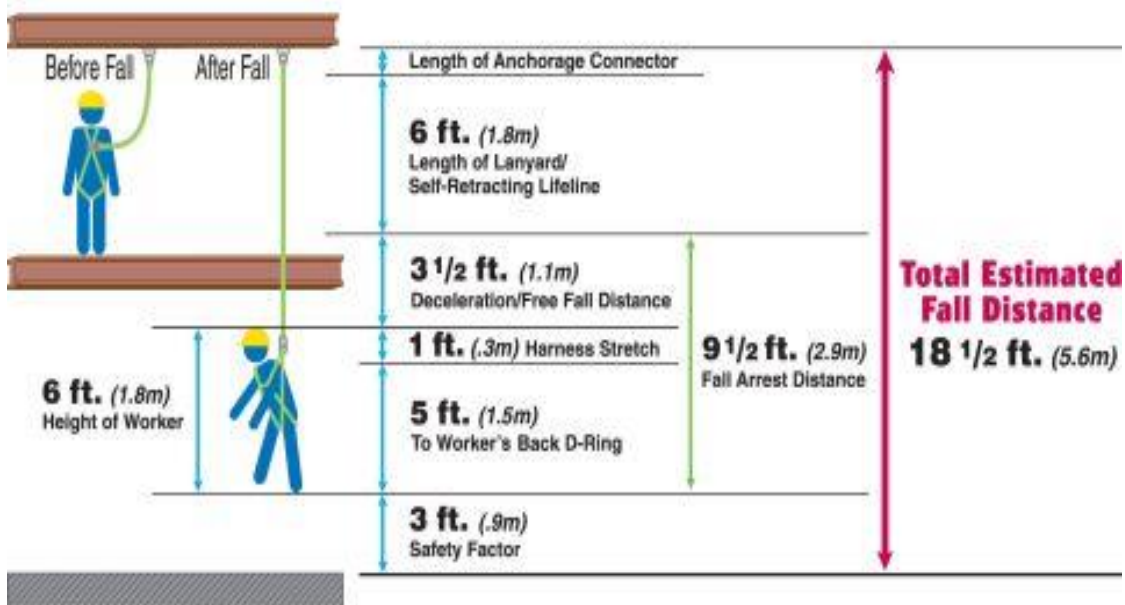 Before Fall
After Fall
Length of Anchorage Connector
6 ft. (1.8m)
Length of Lanyard/
Self-Retracting Lifeline
3 1/2 ft. (1.1m)
Deceleration/Free Fall Distance
1 ft. (.3m) Harness Stretch
5 ft. (1.5m)
To Worker's Back D-Ring
3 ft. (.9m)
Safety Factor
6 ft. (1.8m)
Height of Worker
9 1/2 ft. (2.9m)
Fall Arrest Distance
Total Estimated
Fall Distance
18 1/2 ft. (5.6m)